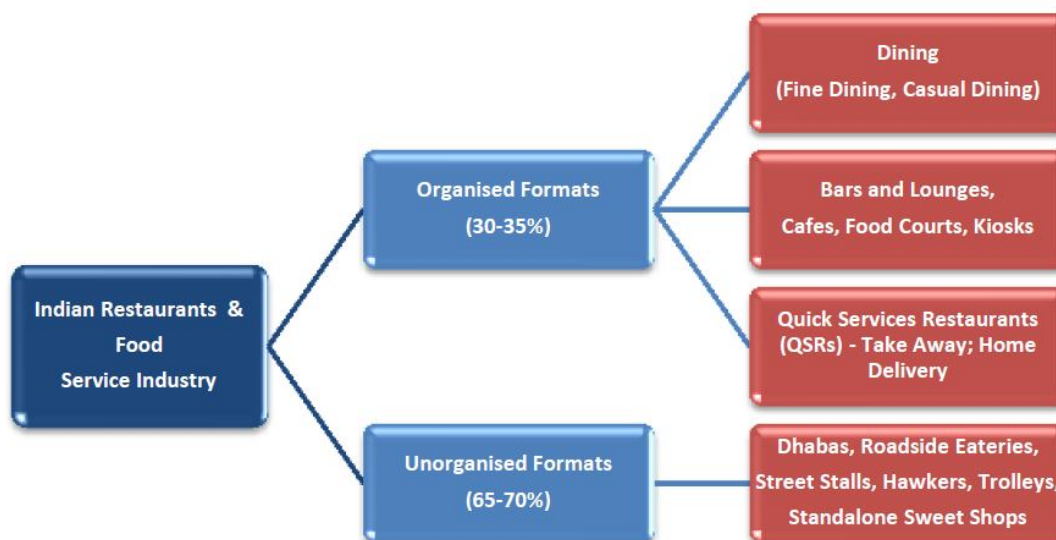 Indian Restaurants &
Food
Service Industry
Organised Formats
(30-35%)
Unorganised Formats
(65-70%)
Dining
(Fine Dining, Casual Dining)
Bars and Lounges,
Cafes, Food Courts, Kiosks
Quick Services Restaurants
(QSRs) - Take Away; Home
Delivery
Dhabas, Roadside Eateries,
Street Stalls, Hawkers, Trolleys,
Standalone Sweet Shops